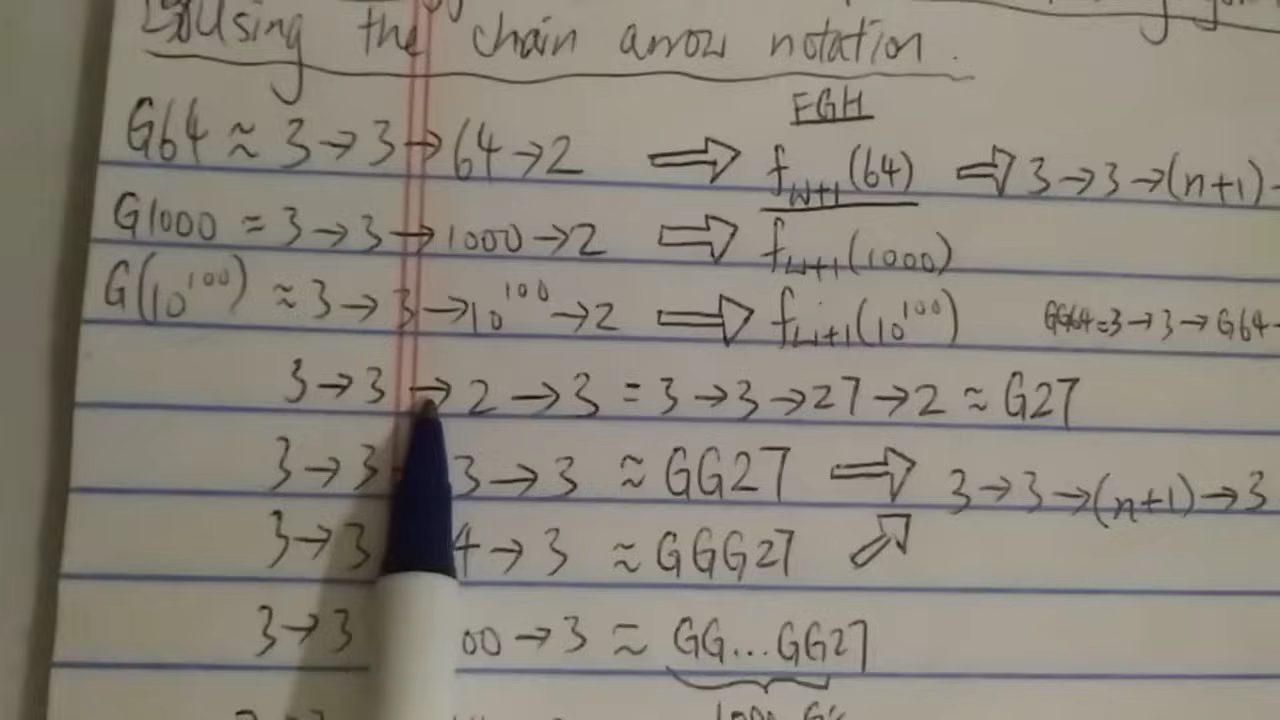 Using the chain arrow notation.
FGH
G64 ≈ 3→3→64→2 ⇒ f_{ω+1}(64) ⇒ 3→3→(n+1)-
G1000 = 3→3→1000→2 ⇒ f_{ω+1}(1000)
G(10^{100}) ≈ 3→3→10^{100}→2 ⇒ f_{ω+1}(10^{100}) GG64=3→3→G64-
3→3→2→3 = 3→3→27→2 ≈ G27
3→3 3→3 ≈ GG27 ⇒ 3→3→(n+1)→3
3→3 4→3 ≈ GGG27 ⇒
3→3 00→3 ≈ GG...GG27